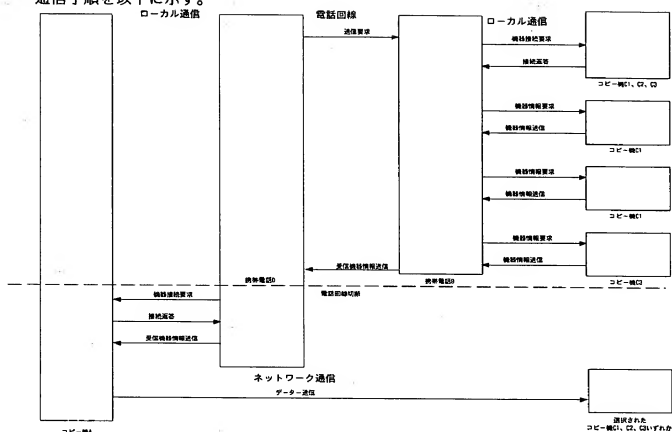 通信手順を以下に示す。
ローカル通信
電話回線
ローカル通信
送信要求
機器接続要求
接続返答
コピー機C1、C2、C3
機器情報要求
機器情報送信
コピー機C1
機器情報要求
機器情報送信
コピー機C1
機器情報要求
機器情報送信
コピー機C3
受信機器情報送信
携帯電話D
携帯電話B
電話回線切断
機器接続要求
接続返答
受信機器情報送信
ネットワーク通信
データー送信
選択された
コピー機C1、C2、C3いずれか
コピー機A